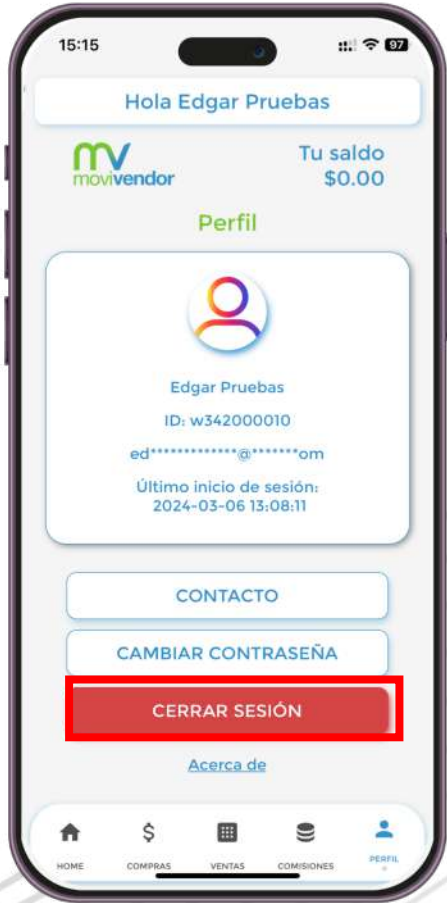 15:15
97
Hola Edgar Pruebas
mv
movivendor
Tu saldo
$0.00
Perfil
Edgar Pruebas
ID: w342000010
ed*************@*******om
Último inicio de sesión:
2024-03-06 13:08:11
CONTACTO
CAMBIAR CONTRASEÑA
CERRAR SESIÓN
Acerca de
HOME COMPRAS VENTAS COMISIONES PERFIL